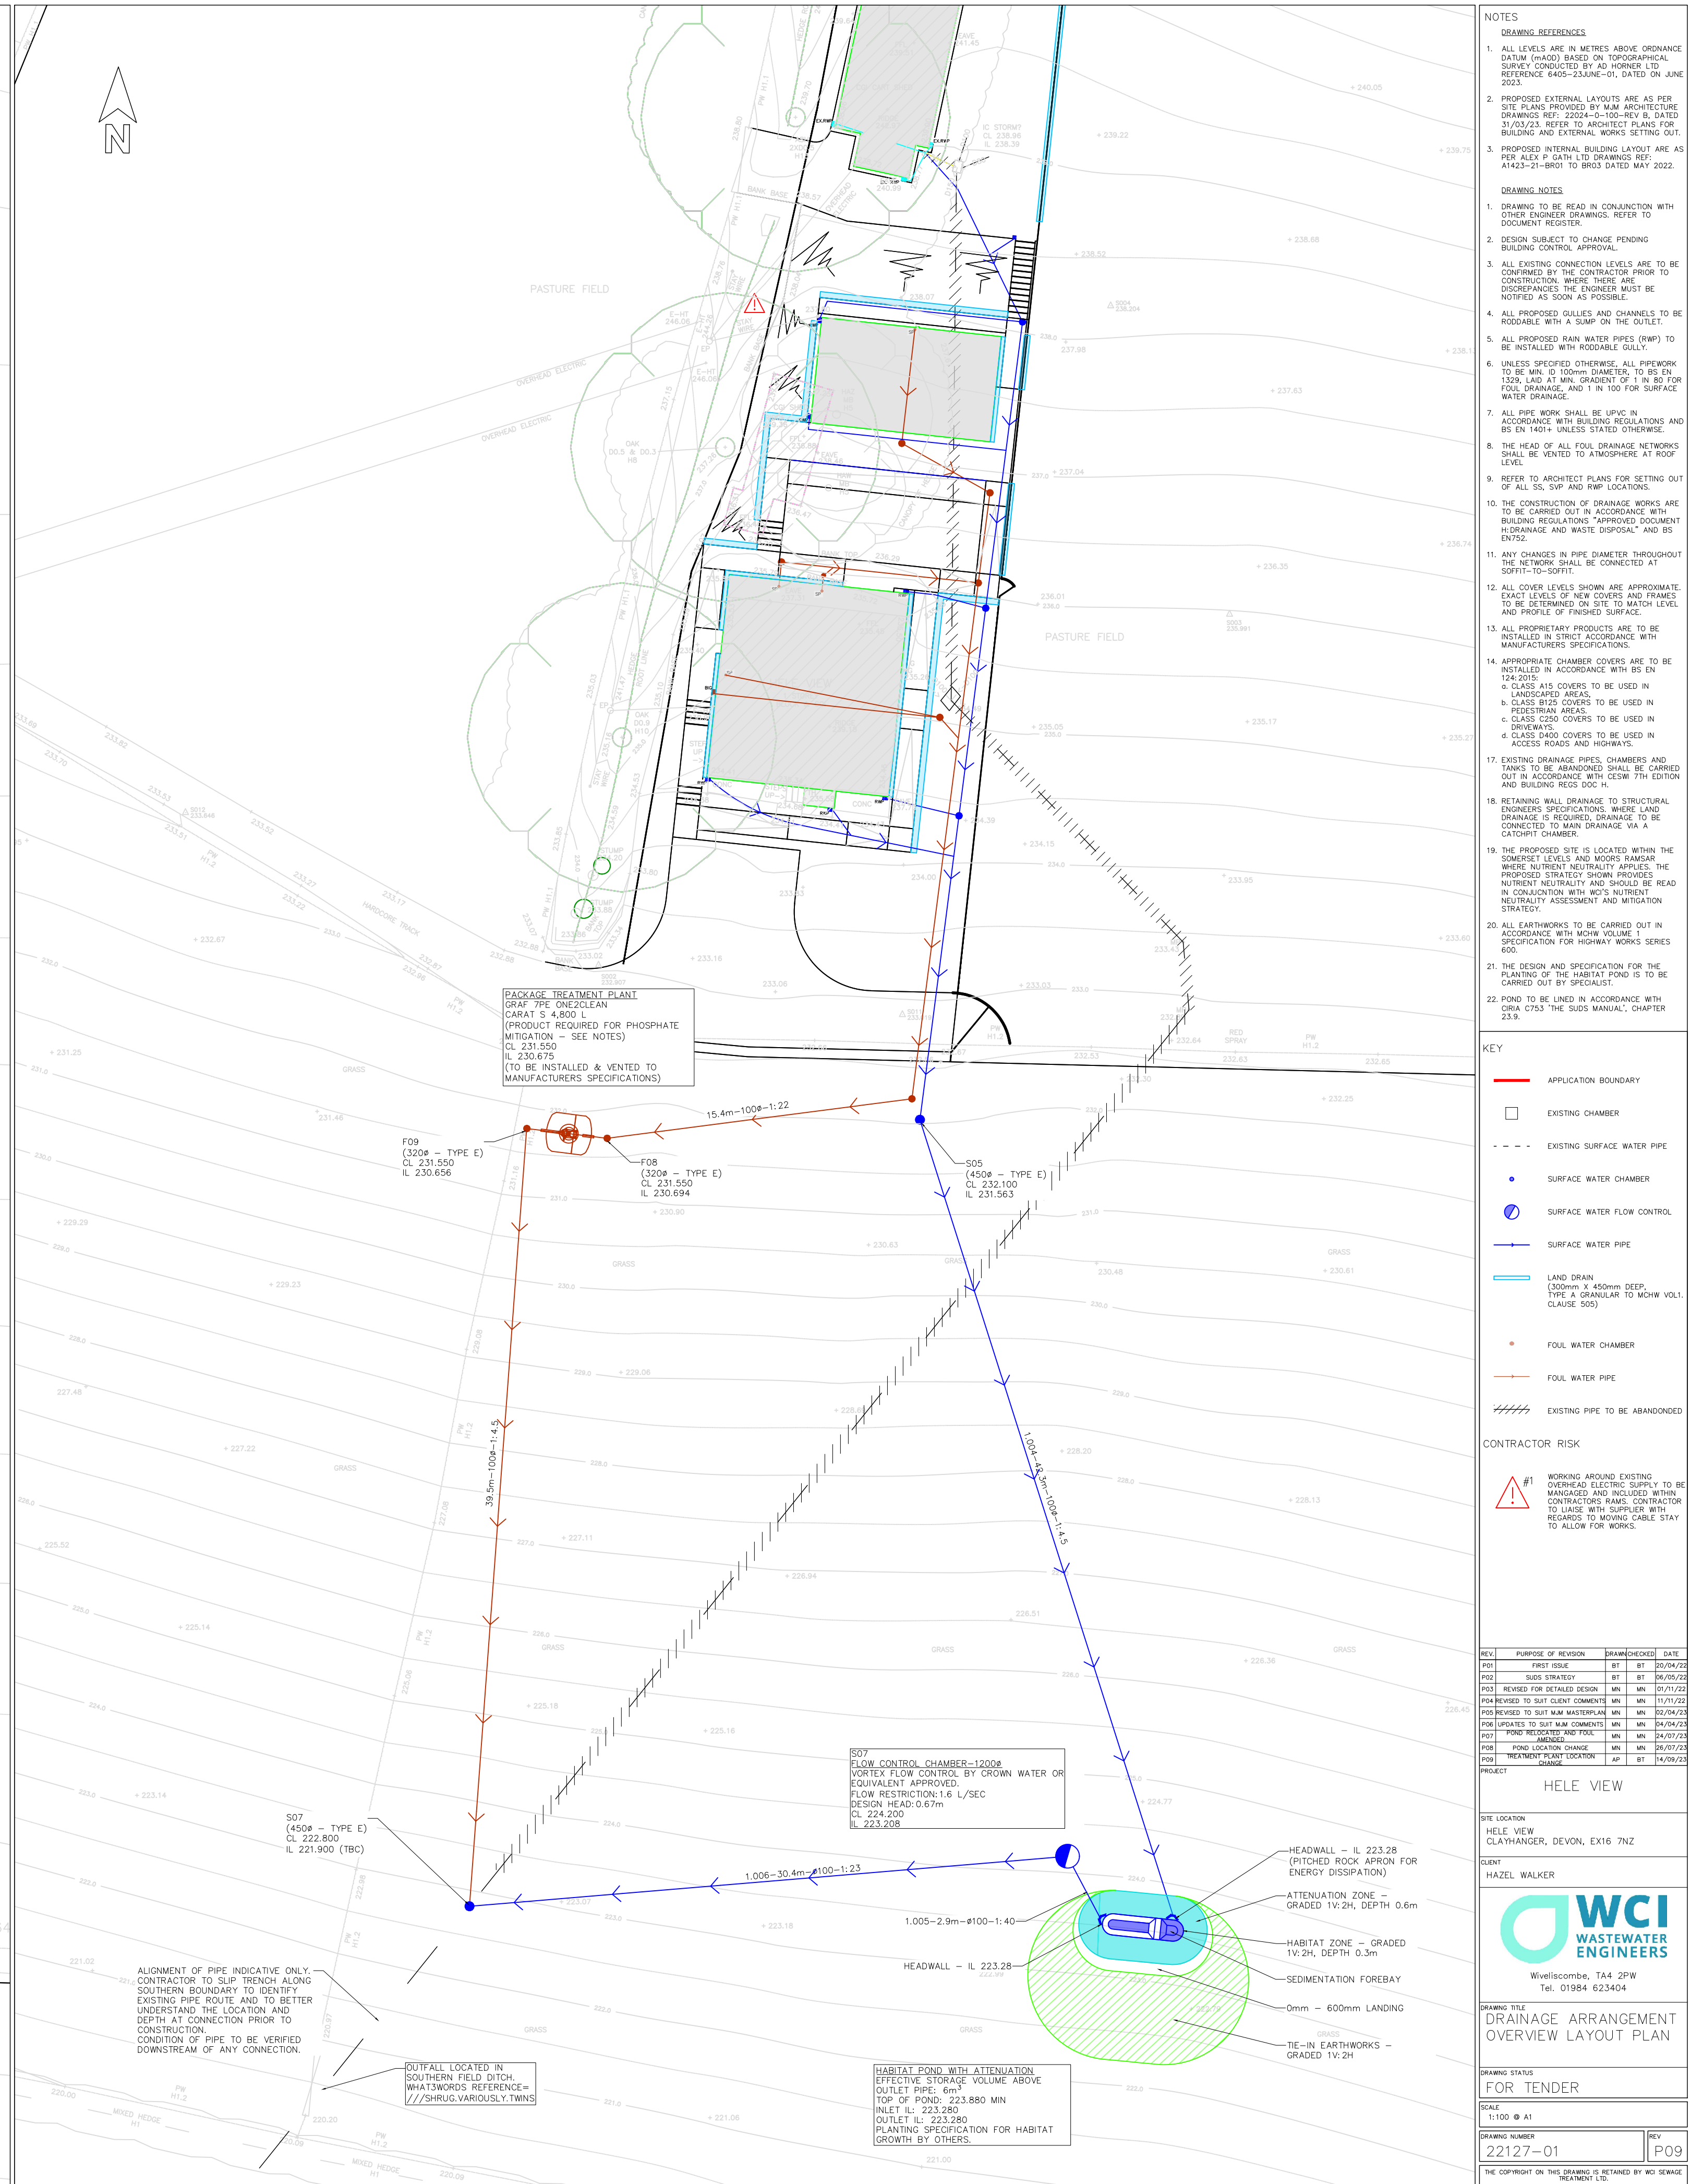 NOTES
DRAWING REFERENCES
1. ALL LEVELS ARE IN METRES ABOVE ORDNANCE
DATUM (mAOD) BASED ON TOPOGRAPHICAL
SURVEY CONDUCTED BY AD HORNER LTD
REFERENCE 6405-23JUNE-01, DATED ON JUNE
2023.
2. PROPOSED EXTERNAL LAYOUTS ARE AS PER
SITE PLANS PROVIDED BY MJM ARCHITECTURE
DRAWINGS REF: 22024-0-100-REV B, DATED
31/03/23. REFER TO ARCHITECT PLANS FOR
BUILDING AND EXTERNAL WORKS SETTING OUT.
3. PROPOSED INTERNAL BUILDING LAYOUT ARE AS
PER ALEX P GATH LTD DRAWINGS REF:
A1423-21-BR01 TO BR03 DATED MAY 2022.
DRAWING NOTES
1. DRAWING TO BE READ IN CONJUNCTION WITH
OTHER ENGINEER DRAWINGS. REFER TO
DOCUMENT REGISTER.
2. DESIGN SUBJECT TO CHANGE PENDING
BUILDING CONTROL APPROVAL.
3. ALL EXISTING CONNECTION LEVELS ARE TO BE
CONFIRMED BY THE CONTRACTOR PRIOR TO
CONSTRUCTION. WHERE THERE ARE
DISCREPANCIES THE ENGINEER MUST BE
NOTIFIED AS SOON AS POSSIBLE.
4. ALL PROPOSED GULLIES AND CHANNELS TO BE
RODDABLE WITH A SUMP ON THE OUTLET.
5. ALL PROPOSED RAIN WATER PIPES (RWP) TO
BE INSTALLED WITH RODDABLE GULLY.
6. UNLESS SPECIFIED OTHERWISE, ALL PIPEWORK
TO BE MIN. ID 100mm DIAMETER, TO BS EN
1329, LAID AT MIN. GRADIENT OF 1 IN 80 FOR
FOUL DRAINAGE, AND 1 IN 100 FOR SURFACE
WATER DRAINAGE.
7. ALL PIPE WORK SHALL BE UPVC IN
ACCORDANCE WITH BUILDING REGULATIONS AND
BS EN 1401+ UNLESS STATED OTHERWISE.
8. THE HEAD OF ALL FOUL DRAINAGE NETWORKS
SHALL BE VENTED TO ATMOSPHERE AT ROOF
LEVEL
9. REFER TO ARCHITECT PLANS FOR SETTING OUT
OF ALL SS, SVP AND RWP LOCATIONS.
10. THE CONSTRUCTION OF DRAINAGE WORKS ARE
TO BE CARRIED OUT IN ACCORDANCE WITH
BUILDING REGULATIONS "APPROVED DOCUMENT
H:DRAINAGE AND WASTE DISPOSAL" AND BS
EN752.
11. ANY CHANGES IN PIPE DIAMETER THROUGHOUT
THE NETWORK SHALL BE CONNECTED AT
SOFFIT-TO-SOFFIT.
12. ALL COVER LEVELS SHOWN ARE APPROXIMATE.
EXACT LEVELS OF NEW COVERS AND FRAMES
TO BE DETERMINED ON SITE TO MATCH LEVEL
AND PROFILE OF FINISHED SURFACE.
13. ALL PROPRIETARY PRODUCTS ARE TO BE
INSTALLED IN STRICT ACCORDANCE WITH
MANUFACTURERS SPECIFICATIONS.
14. APPROPRIATE CHAMBER COVERS ARE TO BE
INSTALLED IN ACCORDANCE WITH BS EN
124:2015:
a. CLASS A15 COVERS TO BE USED IN
LANDSCAPED AREAS,
b. CLASS B125 COVERS TO BE USED IN
PEDESTRIAN AREAS.
c. CLASS C250 COVERS TO BE USED IN
DRIVEWAYS.
d. CLASS D400 COVERS TO BE USED IN
ACCESS ROADS AND HIGHWAYS.
17. EXISTING DRAINAGE PIPES, CHAMBERS AND
TANKS TO BE ABANDONED SHALL BE CARRIED
OUT IN ACCORDANCE WITH CESWI 7TH EDITION
AND BUILDING REGS DOC H.
18. RETAINING WALL DRAINAGE TO STRUCTURAL
ENGINEERS SPECIFICATIONS. WHERE LAND
DRAINAGE IS REQUIRED, DRAINAGE TO BE
CONNECTED TO MAIN DRAINAGE VIA A
CATCHPIT CHAMBER.
19. THE PROPOSED SITE IS LOCATED WITHIN THE
SOMERSET LEVELS AND MOORS RAMSAR
WHERE NUTRIENT NEUTRALITY APPLIES. THE
PROPOSED STRATEGY SHOWN PROVIDES
NUTRIENT NEUTRALITY AND SHOULD BE READ
IN CONJUCNTION WITH WCI'S NUTRIENT
NEUTRALITY ASSESSMENT AND MITIGATION
STRATEGY.
20. ALL EARTHWORKS TO BE CARRIED OUT IN
ACCORDANCE WITH MCHW VOLUME 1
SPECIFICATION FOR HIGHWAY WORKS SERIES
600.
21. THE DESIGN AND SPECIFICATION FOR THE
PLANTING OF THE HABITAT POND IS TO BE
CARRIED OUT BY SPECIALIST.
22. POND TO BE LINED IN ACCORDANCE WITH
CIRIA C753 'THE SUDS MANUAL', CHAPTER
23.9.
KEY
APPLICATION BOUNDARY
EXISTING CHAMBER
EXISTING SURFACE WATER PIPE
SURFACE WATER CHAMBER
SURFACE WATER FLOW CONTROL
SURFACE WATER PIPE
LAND DRAIN
(300mm X 450mm DEEP,
TYPE A GRANULAR TO MCHW VOL1.
CLAUSE 505)
FOUL WATER CHAMBER
FOUL WATER PIPE
EXISTING PIPE TO BE ABANDONDED
CONTRACTOR RISK
#1
WORKING AROUND EXISTING
OVERHEAD ELECTRIC SUPPLY TO BE
MANGAGED AND INCLUDED WITHIN
CONTRACTORS RAMS. CONTRACTOR
TO LIAISE WITH SUPPLIER WITH
REGARDS TO MOVING CABLE STAY
TO ALLOW FOR WORKS.
REV. PURPOSE OF REVISION DRAWN CHECKED DATE
P01 FIRST ISSUE BT BT 20/04/22
P02 SUDS STRATEGY BT BT 06/05/22
P03 REVISED FOR DETAILED DESIGN MN MN 01/11/22
P04 REVISED TO SUIT CLIENT COMMENTS MN MN 11/11/22
P05 REVISED TO SUIT MJM MASTERPLAN MN MN 02/04/23
P06 UPDATES TO SUIT MJM COMMENTS MN MN 04/04/23
P07 POND RELOCATED AND FOUL AMENDED MN MN 24/07/23
P08 POND LOCATION CHANGE MN MN 26/07/23
P09 TREATMENT PLANT LOCATION CHANGE AP BT 14/09/23
PROJECT
HELE VIEW
SITE LOCATION
HELE VIEW
CLAYHANGER, DEVON, EX16 7NZ
CLIENT
HAZEL WALKER
WCI
WASTEWATER
ENGINEERS
Wiveliscombe, TA4 2PW
Tel. 01984 623404
DRAWING TITLE
DRAINAGE ARRANGEMENT
OVERVIEW LAYOUT PLAN
DRAWING STATUS
FOR TENDER
SCALE
1:100 @ A1
DRAWING NUMBER
22127-01
REV
P09
THE COPYRIGHT ON THIS DRAWING IS RETAINED BY WCI SEWAGE
TREATMENT LTD.
N
PASTURE FIELD
OVERHEAD ELECTRIC
OVERHEAD ELECTRIC
IC STORM?
CL 238.96
IL 238.39
PASTURE FIELD
HARDCORE TRACK
PACKAGE TREATMENT PLANT
GRAF 7PE ONE2CLEAN
CARAT S 4,800 L
(PRODUCT REQUIRED FOR PHOSPHATE
MITIGATION - SEE NOTES)
CL 231.550
IL 230.675
(TO BE INSTALLED & VENTED TO
MANUFACTURERS SPECIFICATIONS)
15.4m-100ø-1:22
F09
(320ø - TYPE E)
CL 231.550
IL 230.656
F08
(320ø - TYPE E)
CL 231.550
IL 230.694
S05
(450ø - TYPE E)
CL 232.100
IL 231.563
39.5m-100ø-1:4.5
1.004-42.3m-100ø-1:4.5
S07
FLOW CONTROL CHAMBER-1200ø
VORTEX FLOW CONTROL BY CROWN WATER OR
EQUIVALENT APPROVED.
FLOW RESTRICTION:1.6 L/SEC
DESIGN HEAD:0.67m
CL 224.200
IL 223.208
S07
(450ø - TYPE E)
CL 222.800
IL 221.900 (TBC)
1.006-30.4m-ø100-1:23
1.005-2.9m-ø100-1:40
HEADWALL - IL 223.28
HEADWALL - IL 223.28
(PITCHED ROCK APRON FOR
ENERGY DISSIPATION)
ATTENUATION ZONE -
GRADED 1V:2H, DEPTH 0.6m
HABITAT ZONE - GRADED
1V:2H, DEPTH 0.3m
SEDIMENTATION FOREBAY
0mm - 600mm LANDING
TIE-IN EARTHWORKS -
GRADED 1V:2H
ALIGNMENT OF PIPE INDICATIVE ONLY.
CONTRACTOR TO SLIP TRENCH ALONG
SOUTHERN BOUNDARY TO IDENTIFY
EXISTING PIPE ROUTE AND TO BETTER
UNDERSTAND THE LOCATION AND
DEPTH AT CONNECTION PRIOR TO
CONSTRUCTION.
CONDITION OF PIPE TO BE VERIFIED
DOWNSTREAM OF ANY CONNECTION.
OUTFALL LOCATED IN
SOUTHERN FIELD DITCH.
WHAT3WORDS REFERENCE=
///SHRUG.VARIOUSLY.TWINS
HABITAT POND WITH ATTENUATION
EFFECTIVE STORAGE VOLUME ABOVE
OUTLET PIPE: 6m³
TOP OF POND: 223.880 MIN
INLET IL: 223.280
OUTLET IL: 223.280
PLANTING SPECIFICATION FOR HABITAT
GROWTH BY OTHERS.
MIXED HEDGE
H1
MIXED HEDGE
H1